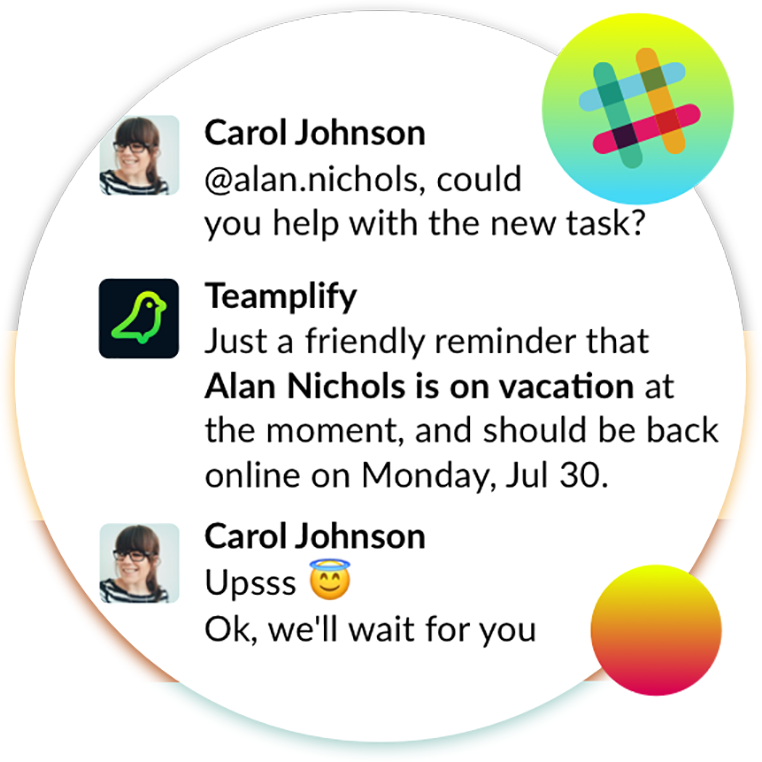 Carol Johnson
@alan.nichols, could
you help with the new task?
Teamplify
Just a friendly reminder that
Alan Nichols is on vacation at
the moment, and should be back
online on Monday, Jul 30.
Carol Johnson
Upsss 😇
Ok, we'll wait for you